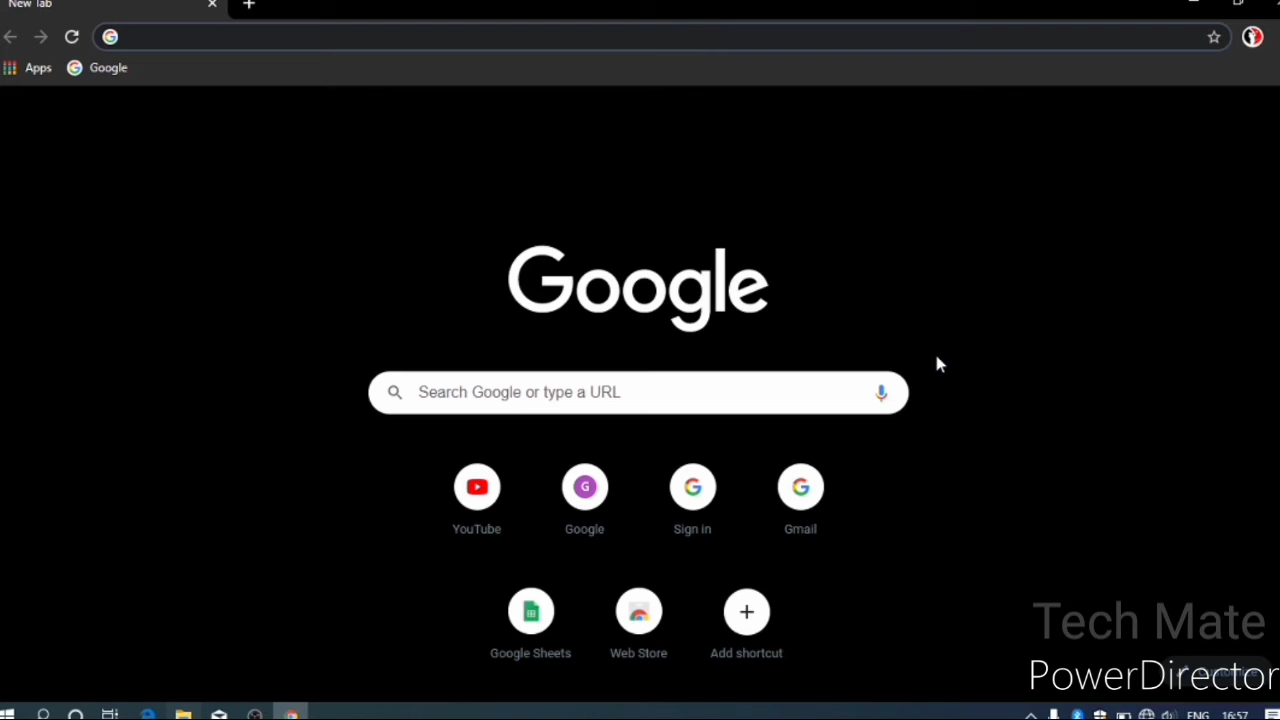 New Tab
Apps Google
Google
Search Google or type a URL
G
YouTube Google Sign in Gmail
Google Sheets Web Store Add shortcut
Tech Mate
PowerDirector
ENG 16:57